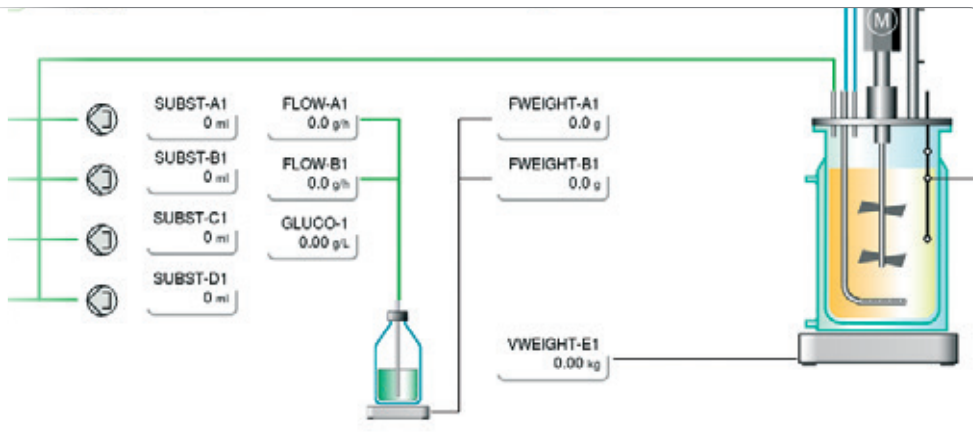 M
SUBST-A1
0 ml
FLOW-A1
0.0 g/h
FWEIGHT-A1
0.0 g
SUBST-B1
0 ml
FLOW-B1
0.0 g/h
FWEIGHT-B1
0.0 g
SUBST-C1
0 ml
GLUCO-1
0.00 g/L
SUBST-D1
0 ml
VWEIGHT-E1
0.00 kg